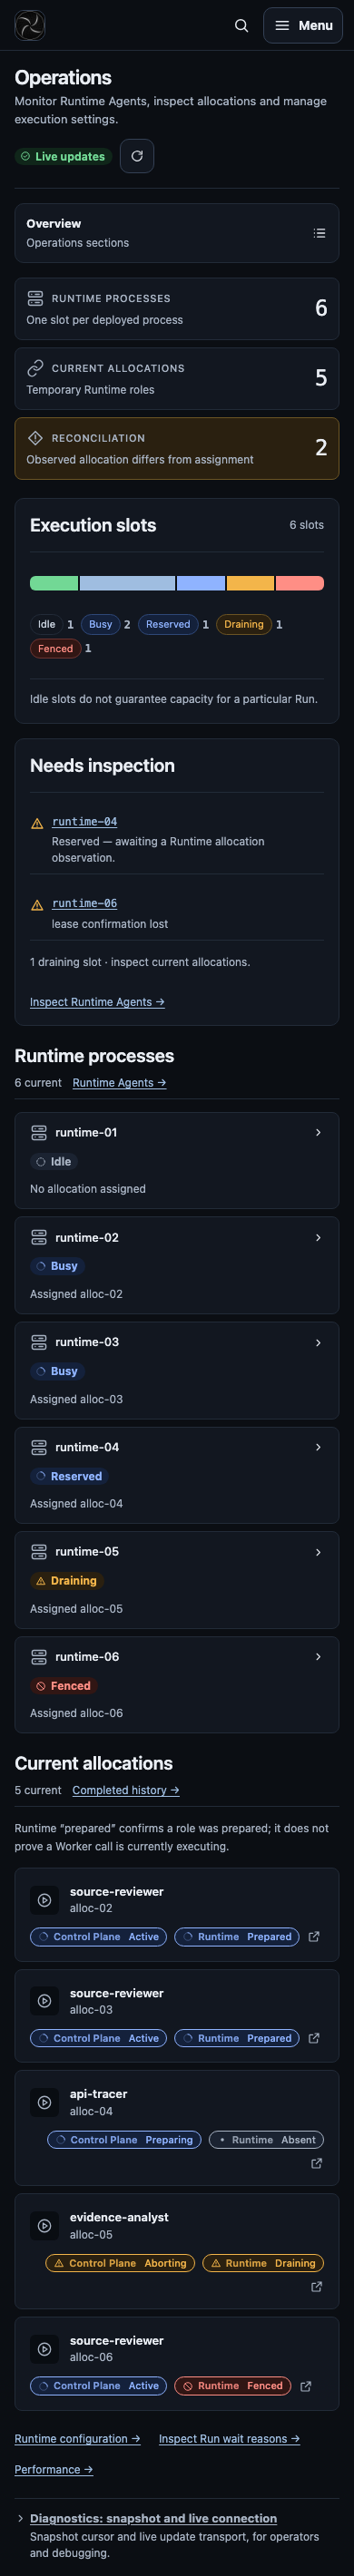 Menu
Operations
Monitor Runtime Agents, inspect allocations and manage
execution settings.
Live updates
Overview
Operations sections
RUNTIME PROCESSES
One slot per deployed process
6
CURRENT ALLOCATIONS
Temporary Runtime roles
5
RECONCILIATION
Observed allocation differs from assignment
2
Execution slots
6 slots
Idle 1 Busy 2 Reserved 1 Draining 1
Fenced 1
Idle slots do not guarantee capacity for a particular Run.
Needs inspection
runtime-04
Reserved — awaiting a Runtime allocation
observation.
runtime-06
lease confirmation lost
1 draining slot · inspect current allocations.
Inspect Runtime Agents →
Runtime processes
6 current Runtime Agents →
runtime-01
Idle
No allocation assigned
runtime-02
Busy
Assigned alloc-02
runtime-03
Busy
Assigned alloc-03
runtime-04
Reserved
Assigned alloc-04
runtime-05
Draining
Assigned alloc-05
runtime-06
Fenced
Assigned alloc-06
Current allocations
5 current Completed history →
Runtime “prepared” confirms a role was prepared; it does not
prove a Worker call is currently executing.
source-reviewer
alloc-02
Control Plane Active Runtime Prepared
source-reviewer
alloc-03
Control Plane Active Runtime Prepared
api-tracer
alloc-04
Control Plane Preparing Runtime Absent
evidence-analyst
alloc-05
Control Plane Aborting Runtime Draining
source-reviewer
alloc-06
Control Plane Active Runtime Fenced
Runtime configuration → Inspect Run wait reasons →
Performance →
Diagnostics: snapshot and live connection
Snapshot cursor and live update transport, for operators
and debugging.